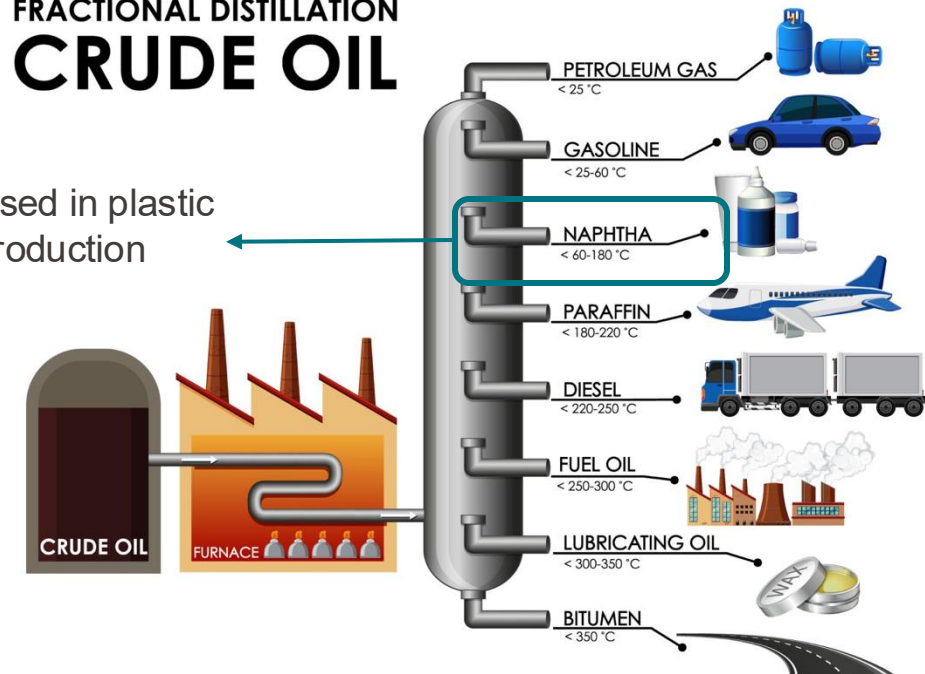 FRACTIONAL DISTILLATION
CRUDE OIL
sed in plastic
roduction
PETROLEUM GAS
< 25 °C
GASOLINE
< 25-60 °C
NAPHTHA
< 60-180 °C
PARAFFIN
< 180-220 °C
DIESEL
< 220-250 °C
FUEL OIL
< 250-300 °C
LUBRICATING OIL
< 300-350 °C
BITUMEN
< 350 °C
CRUDE OIL
FURNACE
WAX